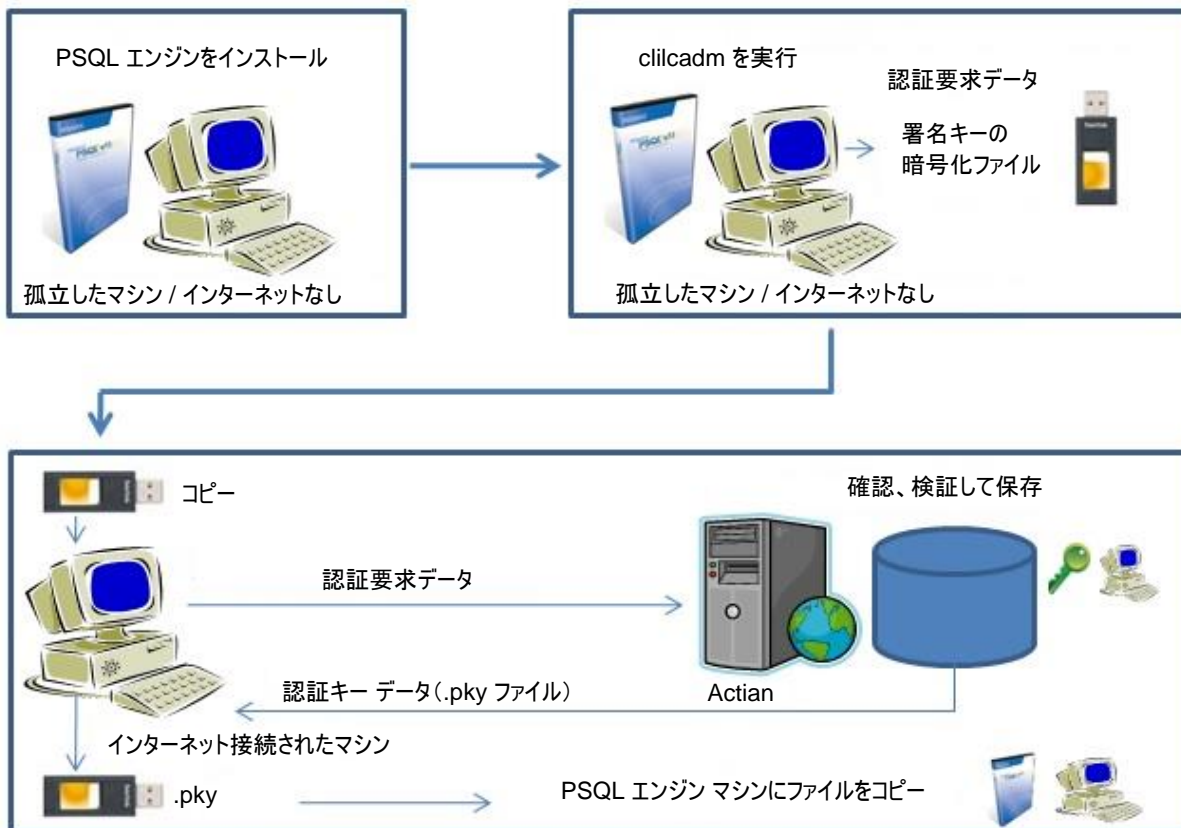 PSQL エンジンをインストール
孤立したマシン / インターネットなし
clilcadm を実行
認証要求データ
署名キーの
暗号化ファイル
孤立したマシン / インターネットなし
コピー
確認、検証して保存
認証要求データ
認証キー データ(.pky ファイル)
Actian
インターネット接続されたマシン
.pky
PSQL エンジン マシンにファイルをコピー